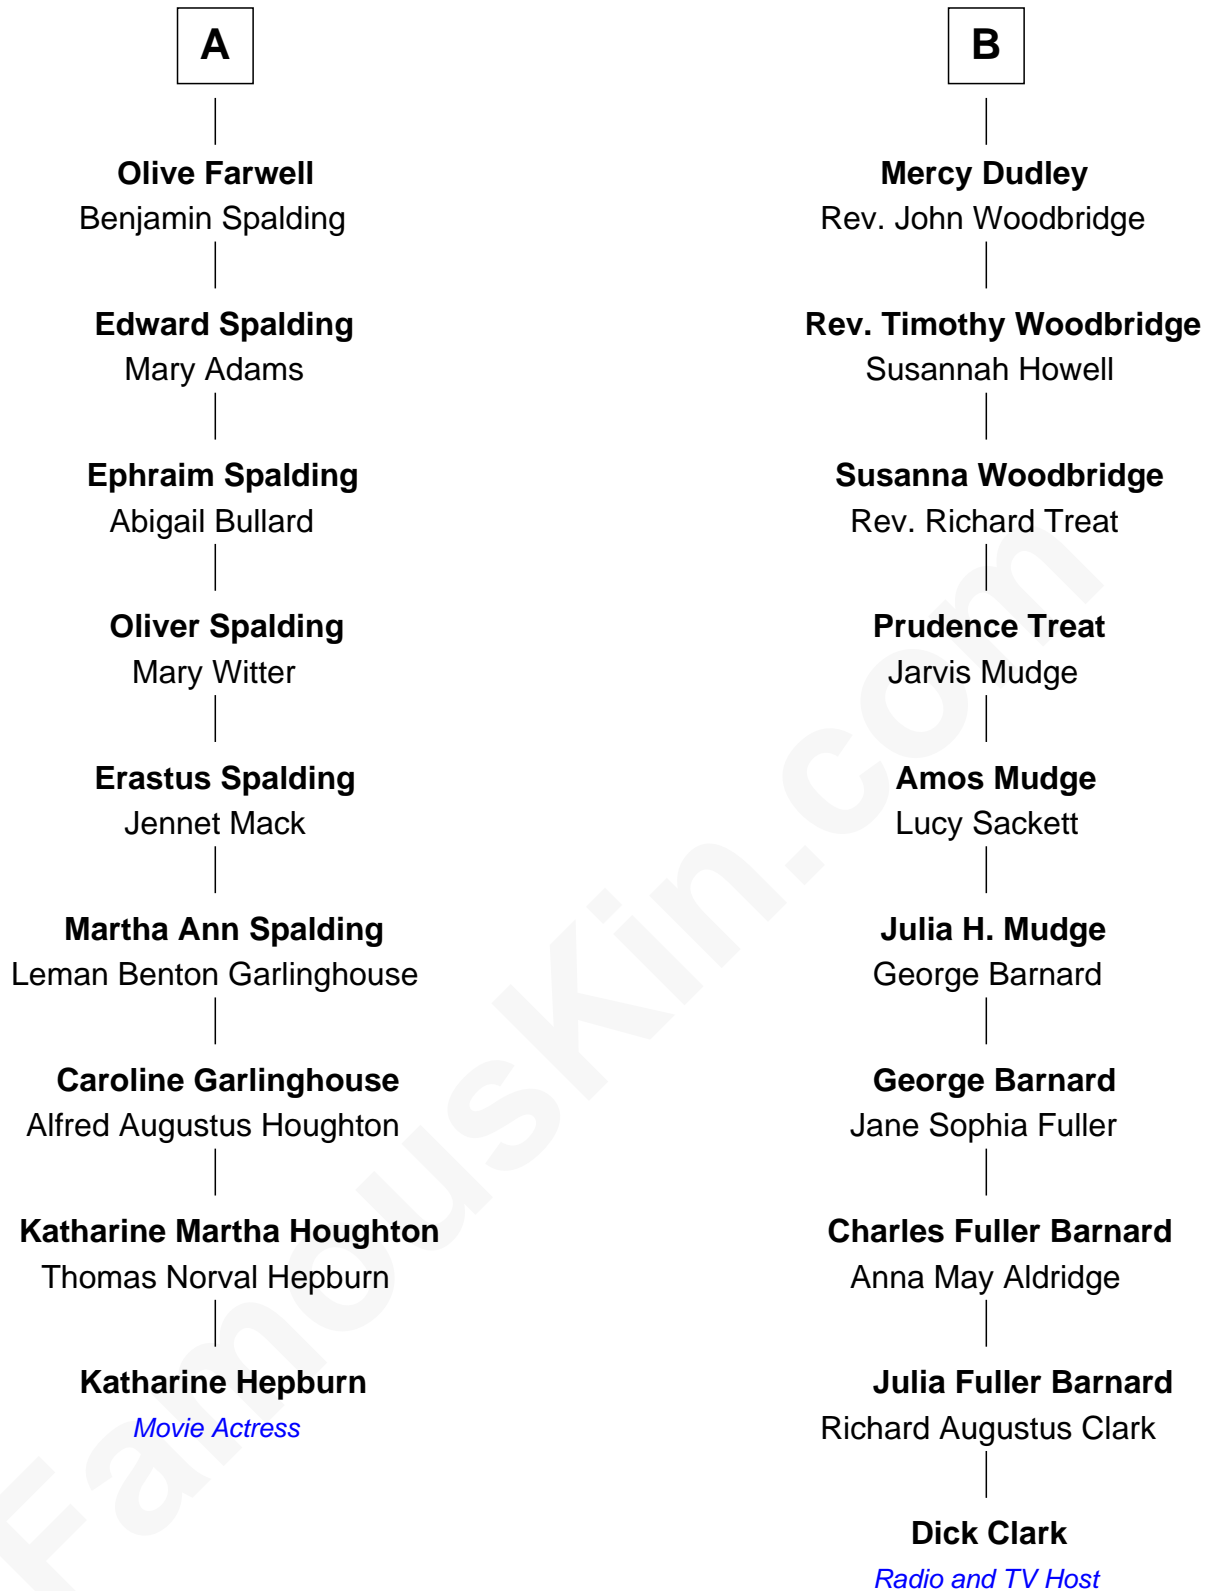 A
Olive Farwell
Benjamin Spalding
Edward Spalding
Mary Adams
Ephraim Spalding
Abigail Bullard
Oliver Spalding
Mary Witter
Erastus Spalding
Jennet Mack
Martha Ann Spalding
Leman Benton Garlinghouse
Caroline Garlinghouse
Alfred Augustus Houghton
Katharine Martha Houghton
Thomas Norval Hepburn
Katharine Hepburn
Movie Actress
B
Mercy Dudley
Rev. John Woodbridge
Rev. Timothy Woodbridge
Susannah Howell
Susanna Woodbridge
Rev. Richard Treat
Prudence Treat
Jarvis Mudge
Amos Mudge
Lucy Sackett
Julia H. Mudge
George Barnard
George Barnard
Jane Sophia Fuller
Charles Fuller Barnard
Anna May Aldridge
Julia Fuller Barnard
Richard Augustus Clark
Dick Clark
Radio and TV Host
FamousKin.com